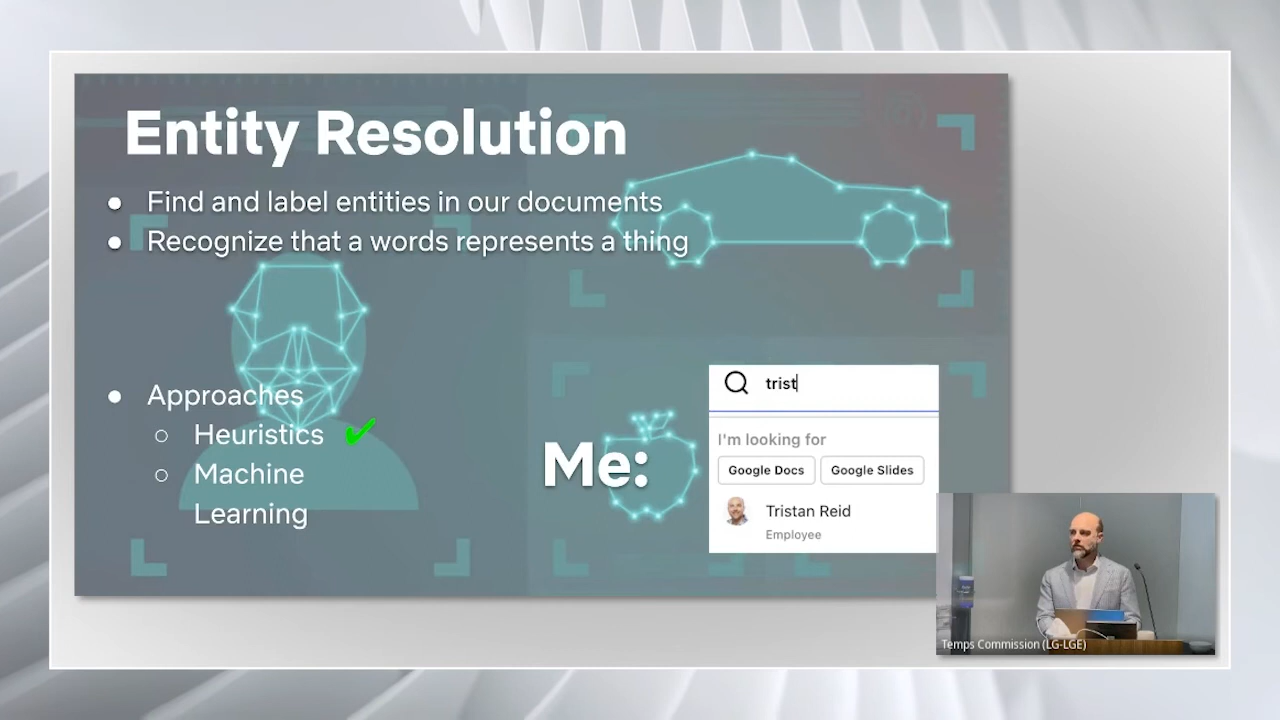 Entity Resolution
Find and label entities in our documents
Recognize that a words represents a thing
Approaches
Heuristics
Machine
Learning
Me:
trist
I'm looking for
Google Docs Google Slides
Tristan Reid
Employee
Temps Commission (LG-LGE)